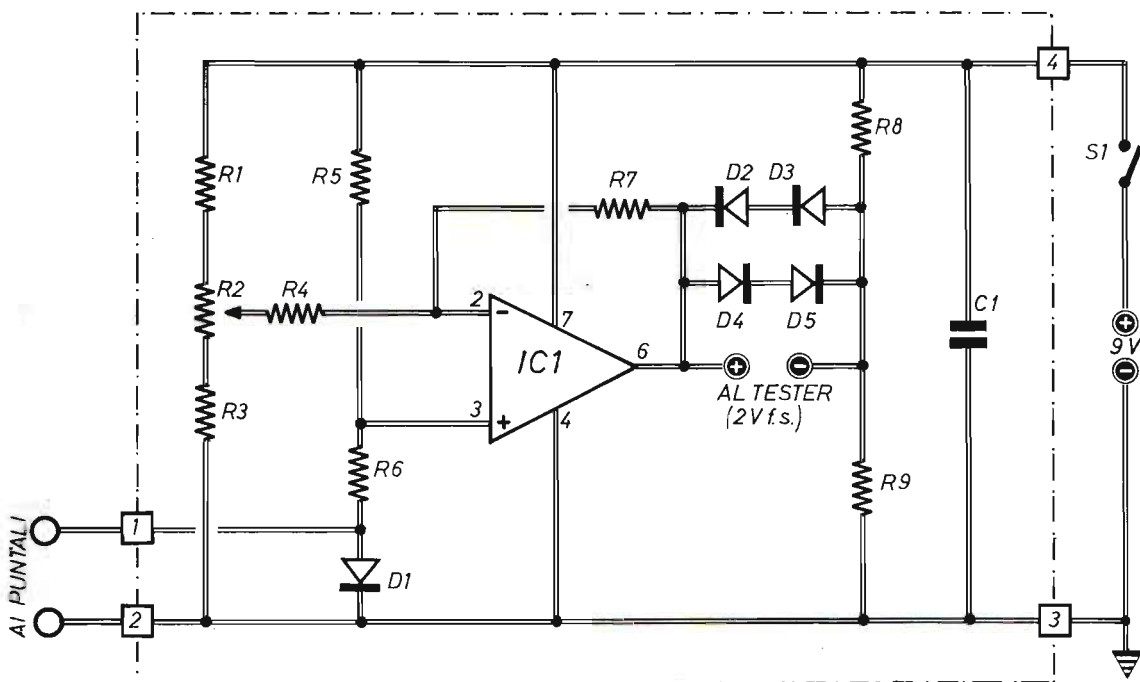 4
R8
S1
R1
R5
D2
D3
R7
R2
R4
C1
2
-
7
D4
D5
+
9V
-
IC1
6
+
-
AL TESTER
(2V f.s.)
R3
3
+
4
R6
R9
1
AI PUNTALI
D1
2
3